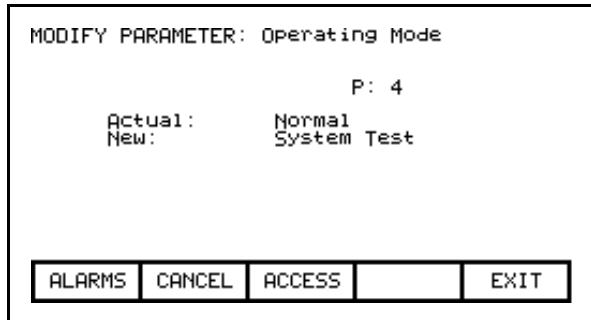 MODIFY PARAMETER: Operating Mode
P: 4
Actual: Normal
New: System Test
ALARMS CANCEL ACCESS EXIT